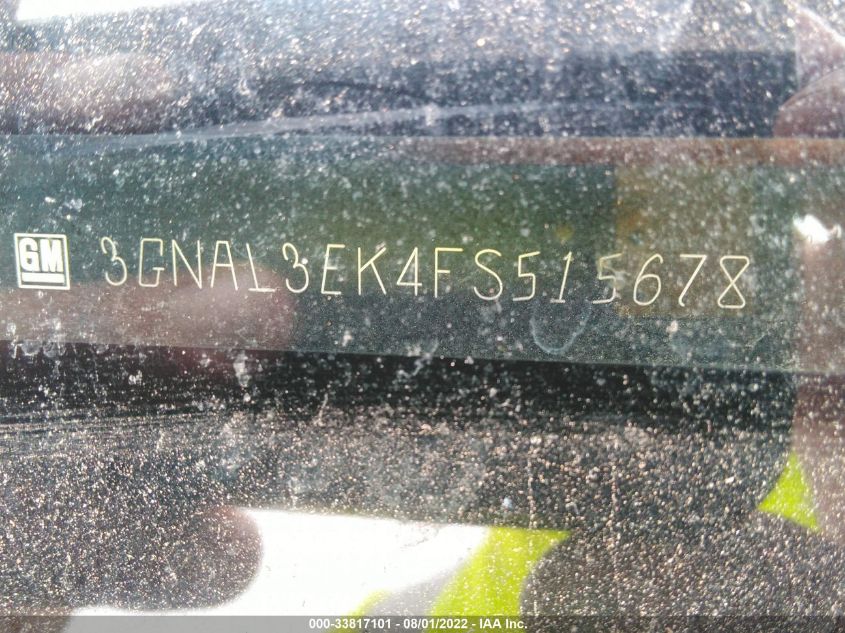 GM 3GNAL3EK4FS515678
000-33817101 - 08/01/2022 - IAA Inc.